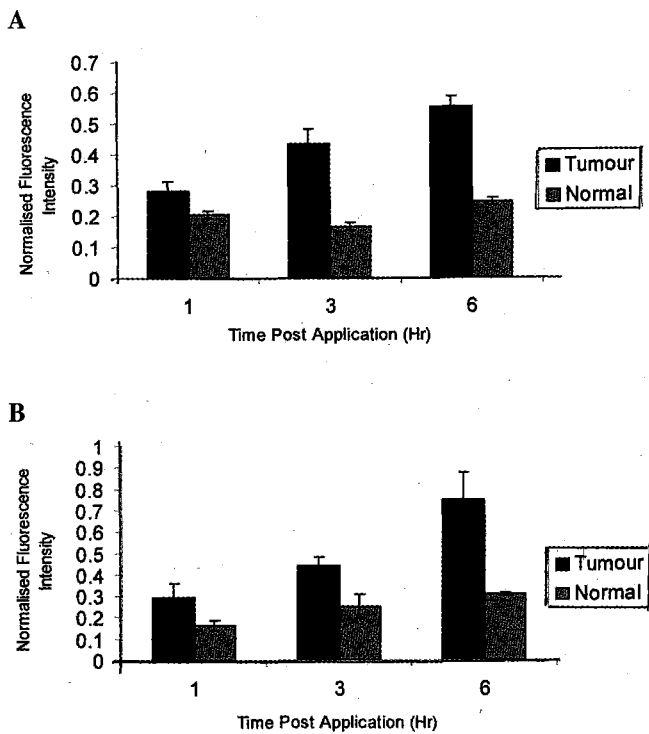 A
Normalised Fluorescence
Intensity
0.7
0.6
0.5
0.4
0.3
0.2
0.1
0
Tumour
Normal
1 3 6
Time Post Application (Hr)
B
Normalised Fluorescence
Intensity
1
0.9
0.8
0.7
0.6
0.5
0.4
0.3
0.2
0.1
0
Tumour
Normal
1 3 6
Time Post Application (Hr)